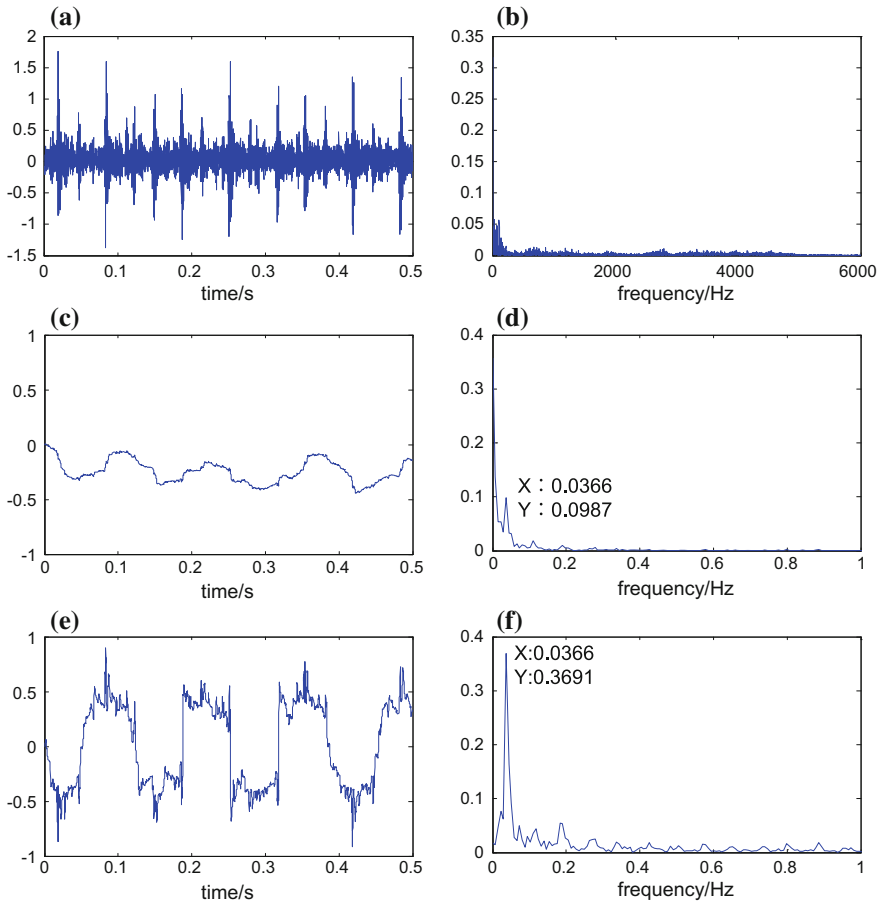 (a)
2
1.5
1
0.5
0
-0.5
-1
-1.5
0 0.1 0.2 0.3 0.4 0.5
time/s
(b)
0.35
0.3
0.25
0.2
0.15
0.1
0.05
0
0 2000 4000 6000
frequency/Hz
(c)
1
0.5
0
-0.5
-1
0 0.1 0.2 0.3 0.4 0.5
time/s
(d)
0.4
0.3
0.2
0.1
0
X：0.0366
Y：0.0987
0 0.2 0.4 0.6 0.8 1
frequency/Hz
(e)
1
0.5
0
-0.5
-1
0 0.1 0.2 0.3 0.4 0.5
time/s
(f)
0.4
0.3
0.2
0.1
0
X:0.0366
Y:0.3691
0 0.2 0.4 0.6 0.8 1
frequency/Hz